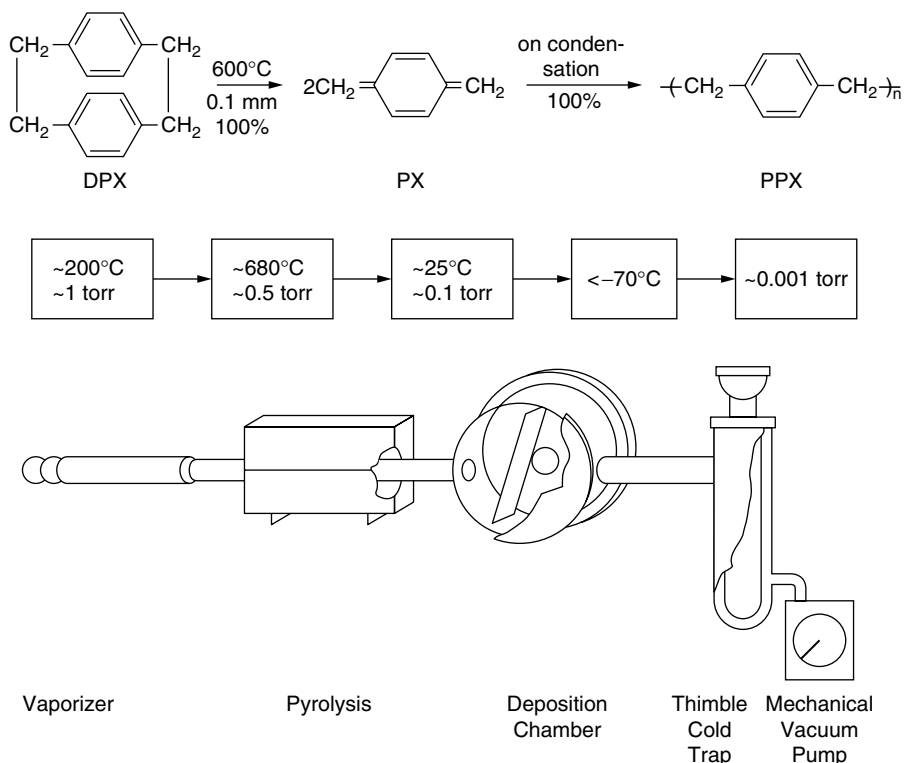 CH₂ CH₂
CH₂ CH₂
DPX
600°C
0.1 mm
100%
2CH₂ CH₂
PX
on conden-
sation
100%
(CH₂ CH₂)n
PPX
~200°C
~1 torr
~680°C
~0.5 torr
~25°C
~0.1 torr
<–70°C
~0.001 torr
Vaporizer
Pyrolysis
Deposition
Chamber
Thimble
Cold
Trap
Mechanical
Vacuum
Pump